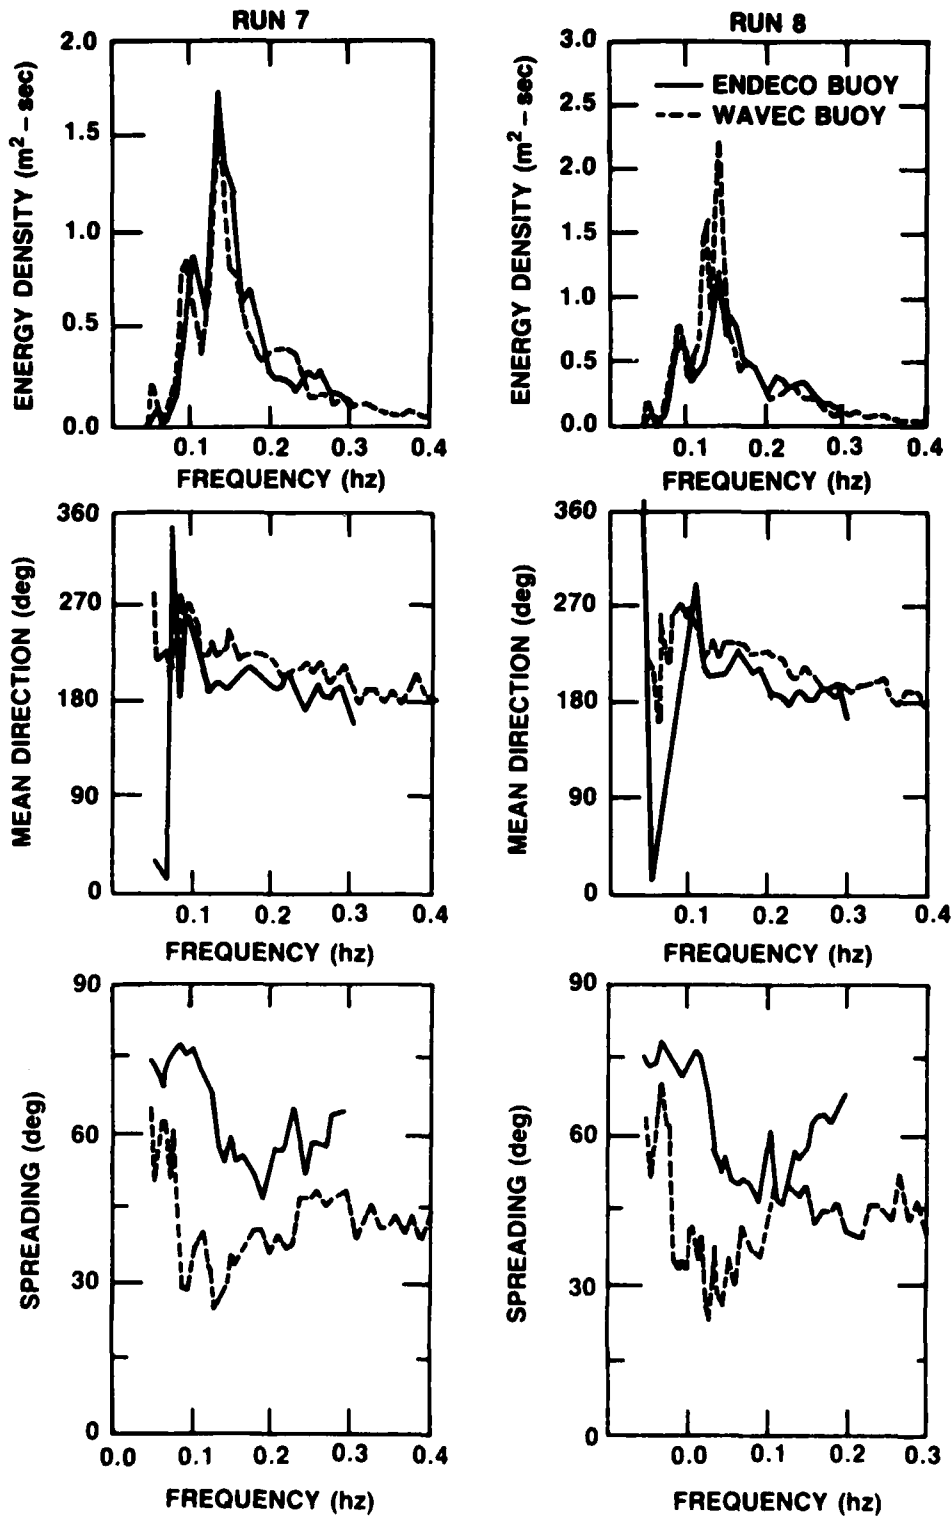 RUN 7
2.0
1.5
1.0
0.5
0.0
ENERGY DENSITY (m² – sec)
0.1 0.2 0.3 0.4
FREQUENCY (hz)
RUN 8
3.0
2.5
2.0
1.5
1.0
0.5
0.0
ENERGY DENSITY (m² – sec)
ENDECO BUOY
WAVEC BUOY
0.1 0.2 0.3 0.4
FREQUENCY (hz)
360
270
180
90
0
MEAN DIRECTION (deg)
0.1 0.2 0.3 0.4
FREQUENCY (hz)
360
270
180
90
0
MEAN DIRECTION (deg)
0.1 0.2 0.3 0.4
FREQUENCY (hz)
90
60
30
0
SPREADING (deg)
0.0 0.1 0.2 0.3 0.4
FREQUENCY (hz)
90
60
30
0
SPREADING (deg)
0.0 0.1 0.2 0.3
FREQUENCY (hz)